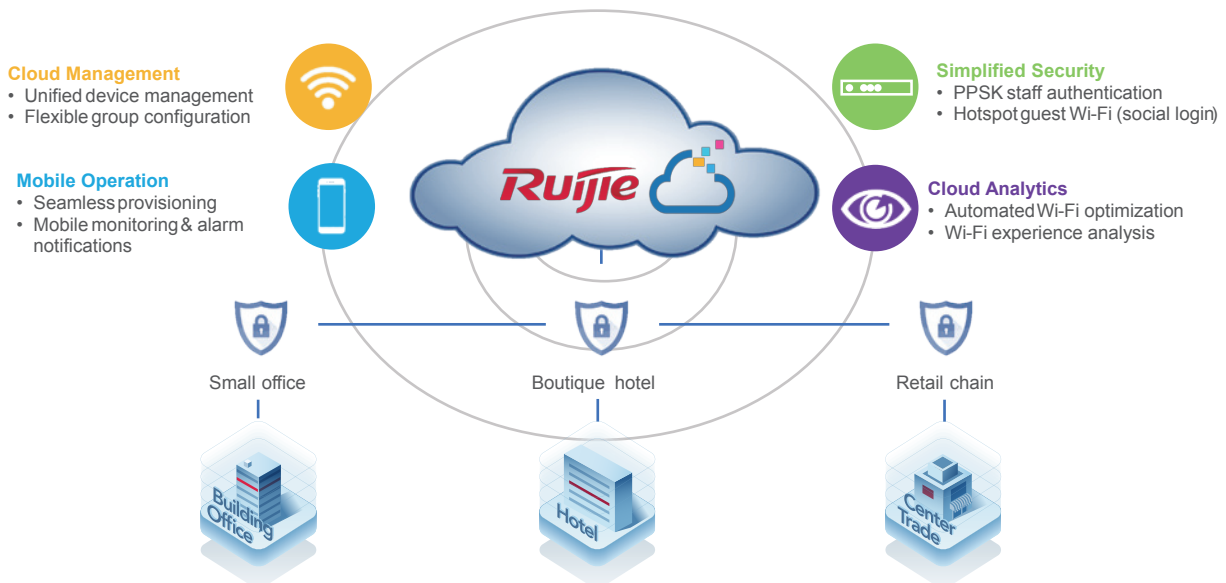 Cloud Management
• Unified device management
• Flexible group configuration
Mobile Operation
• Seamless provisioning
• Mobile monitoring & alarm
notifications
Ruijie
Simplified Security
• PPSK staff authentication
• Hotspot guest Wi-Fi (social login)
Cloud Analytics
• Automated Wi-Fi optimization
• Wi-Fi experience analysis
Small office
Boutique hotel
Retail chain
Building
Office
Hotel
Center
Trade